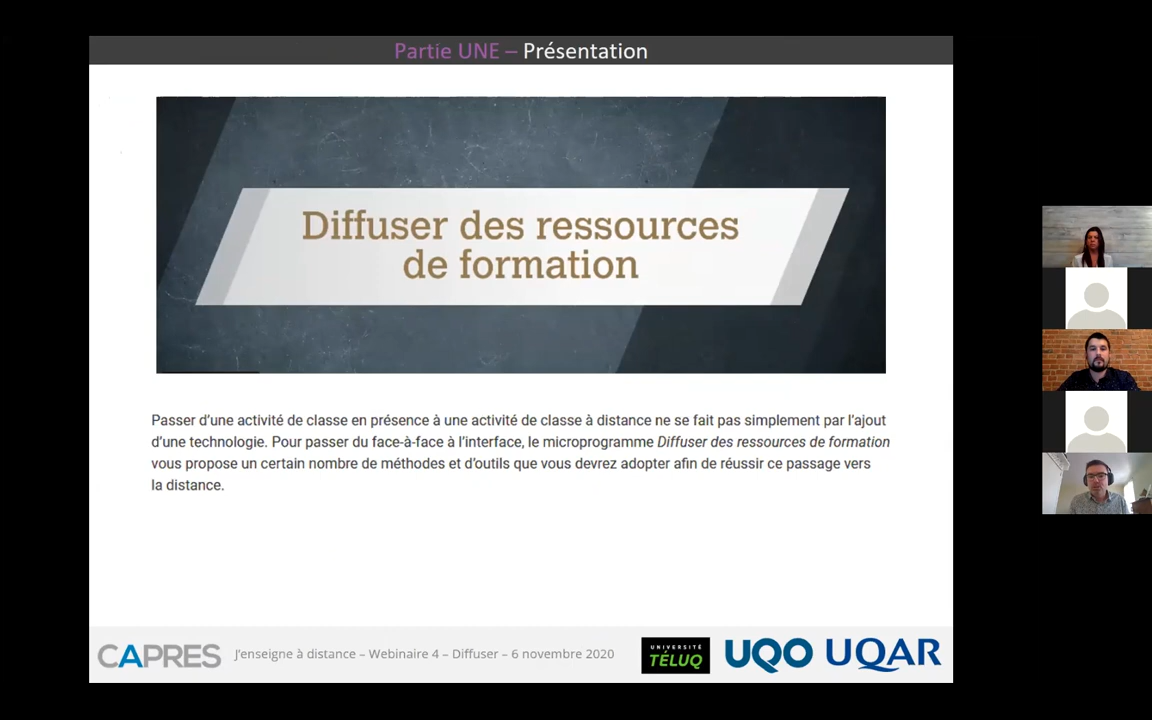 Partie UNE – Présentation
Diffuser des ressources
de formation
Passer d’une activité de classe en présence à une activité de classe à distance ne se fait pas simplement par l’ajout
d’une technologie. Pour passer du face-à-face à l’interface, le microprogramme Diffuser des ressources de formation
vous propose un certain nombre de méthodes et d’outils que vous devrez adopter afin de réussir ce passage vers
la distance.
CAPRES J’enseigne à distance – Webinaire 4 – Diffuser – 6 novembre 2020
UNIVERSITÉ
TÉLUQ
UQO
UQAR